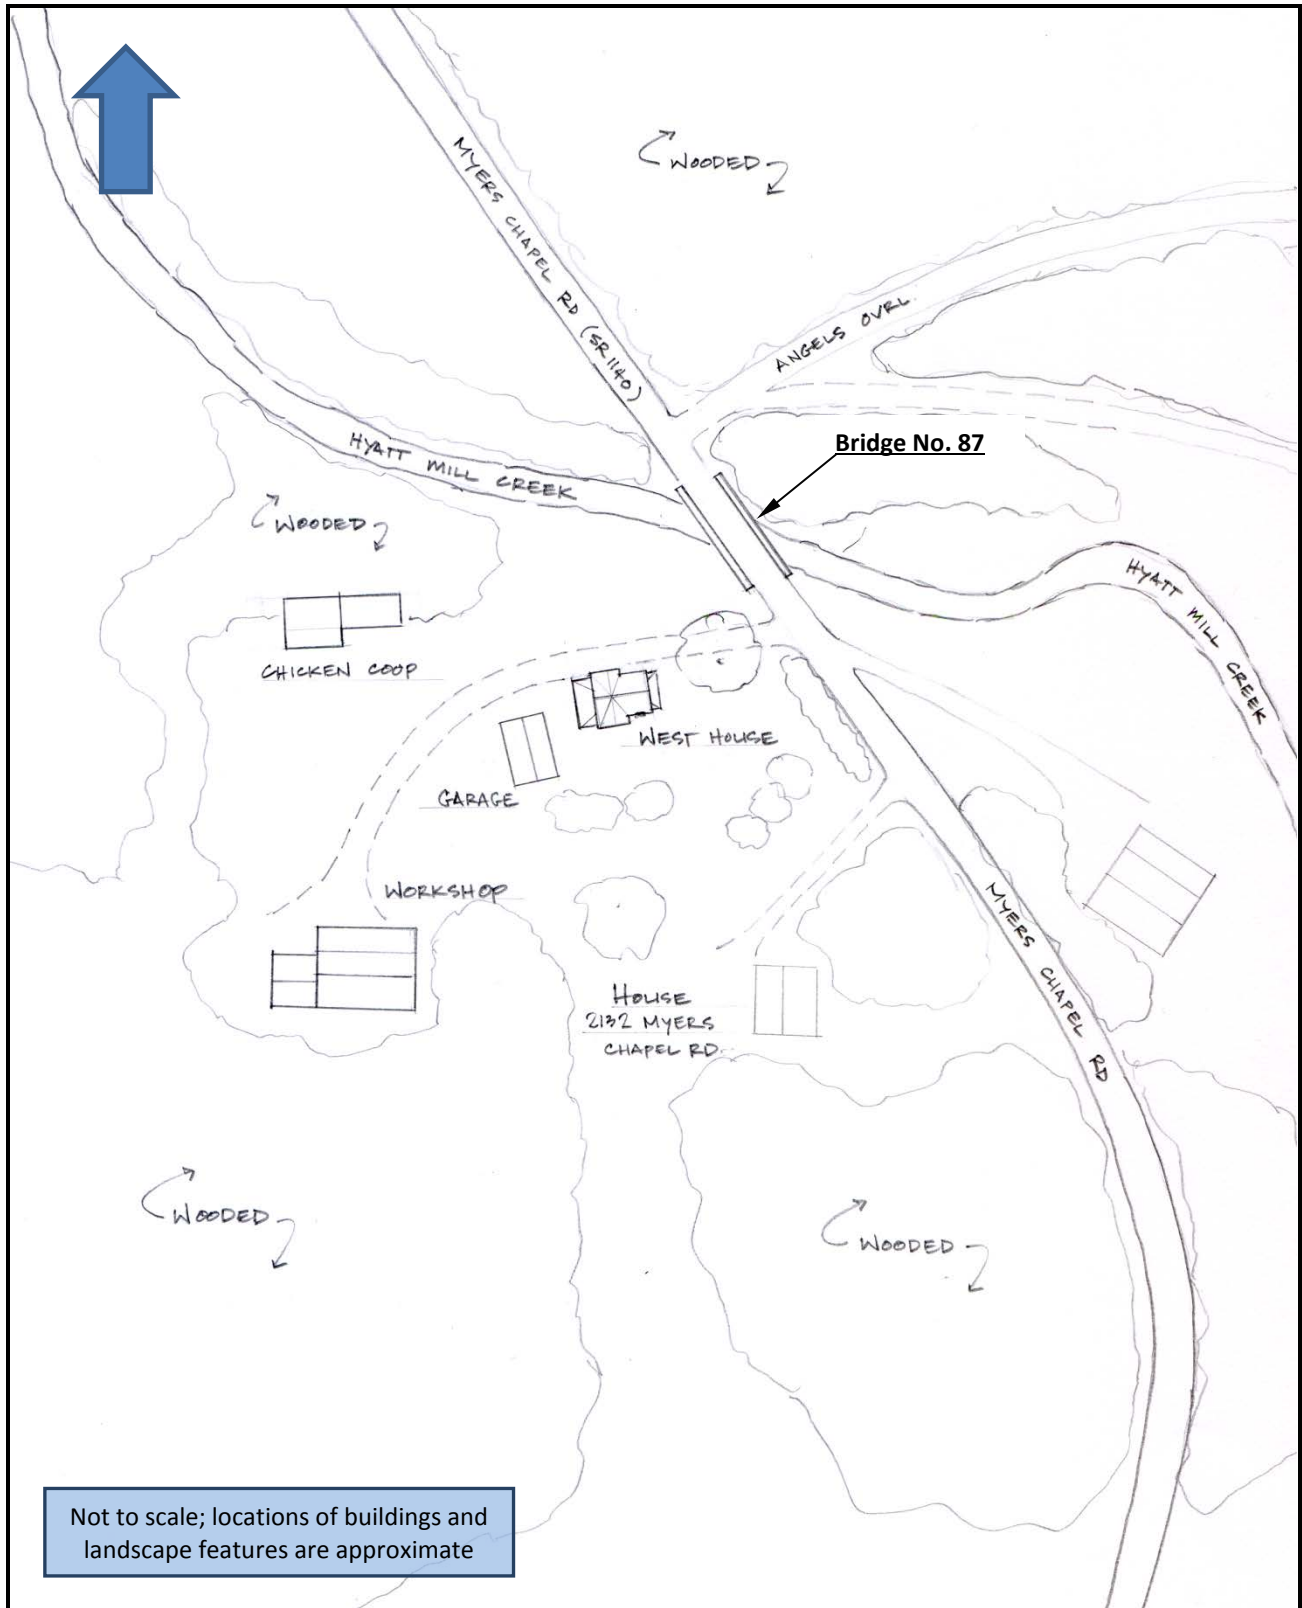 WOODED
MYERS CHAPEL RD (SR1140)
ANGELS OVRL.
Bridge No. 87
HYATT MILL CREEK
WOODED
HYATT MILL CREEK
CHICKEN COOP
WEST HOUSE
GARAGE
WORKSHOP
MYERS CHAPEL RD
HOUSE
2132 MYERS
CHAPEL RD.
WOODED
WOODED
Not to scale; locations of buildings and
landscape features are approximate